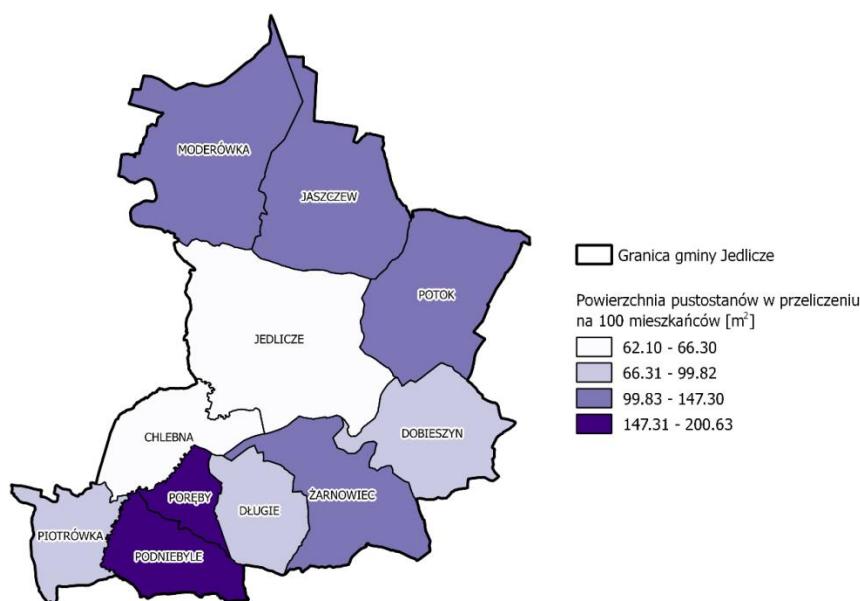 MODERÓWKA
JASZCZEW
POTOK
JEDLICZE
DOBIESZYN
CHLEBNA
ŻARNOWIEC
PORĘBY
DŁUGIE
PIOTRÓWKA
PODNIEBYLE
Granica gminy Jedlicze
Powierzchnia pustostanów w przeliczeniu
na 100 mieszkańców [m²]
62.10 - 66.30
66.31 - 99.82
99.83 - 147.30
147.31 - 200.63